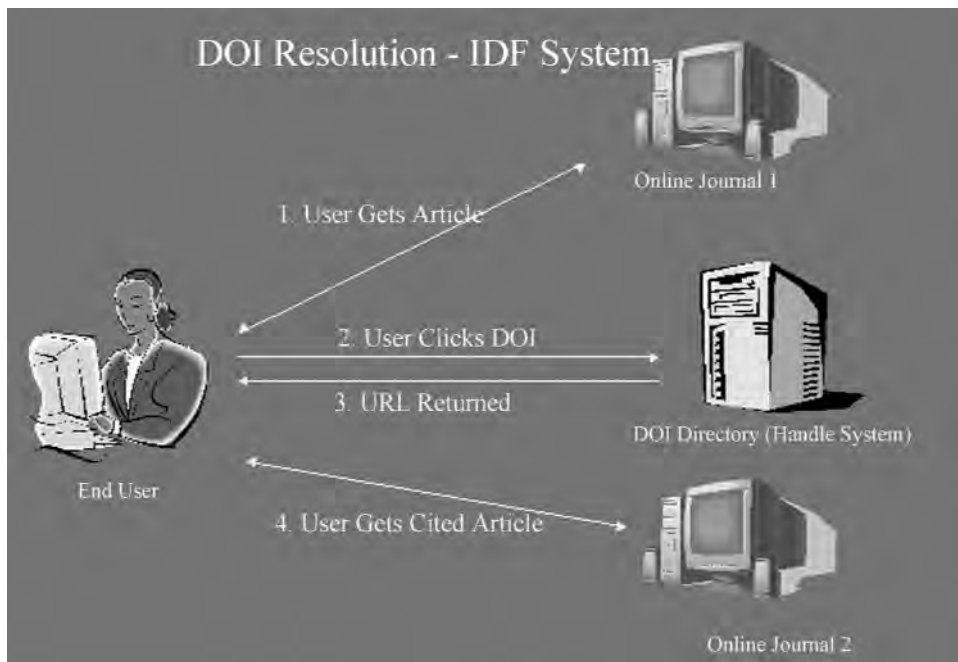 DOI Resolution - IDF System
Online Journal 1
1. User Gets Article
2. User Clicks DOI
3. URL Returned
DOI Directory (Handle System)
End User
4. User Gets Cited Article
Online Journal 2